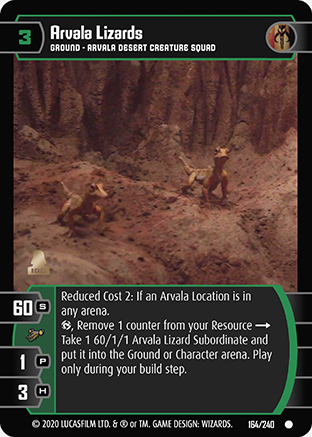 3
Arvala Lizards
GROUND - ARVALA DESERT CREATURE SQUAD
60 S
1 P
3 H
Reduced Cost 2: If an Arvala Location is in
any arena.
, Remove 1 counter from your Resource →
Take 1 60/1/1 Arvala Lizard Subordinate and
put it into the Ground or Character arena. Play
only during your build step.
© 2020 LUCASFILM LTD. & ® OR TM. GAME DESIGN: WIZARDS.
164/240